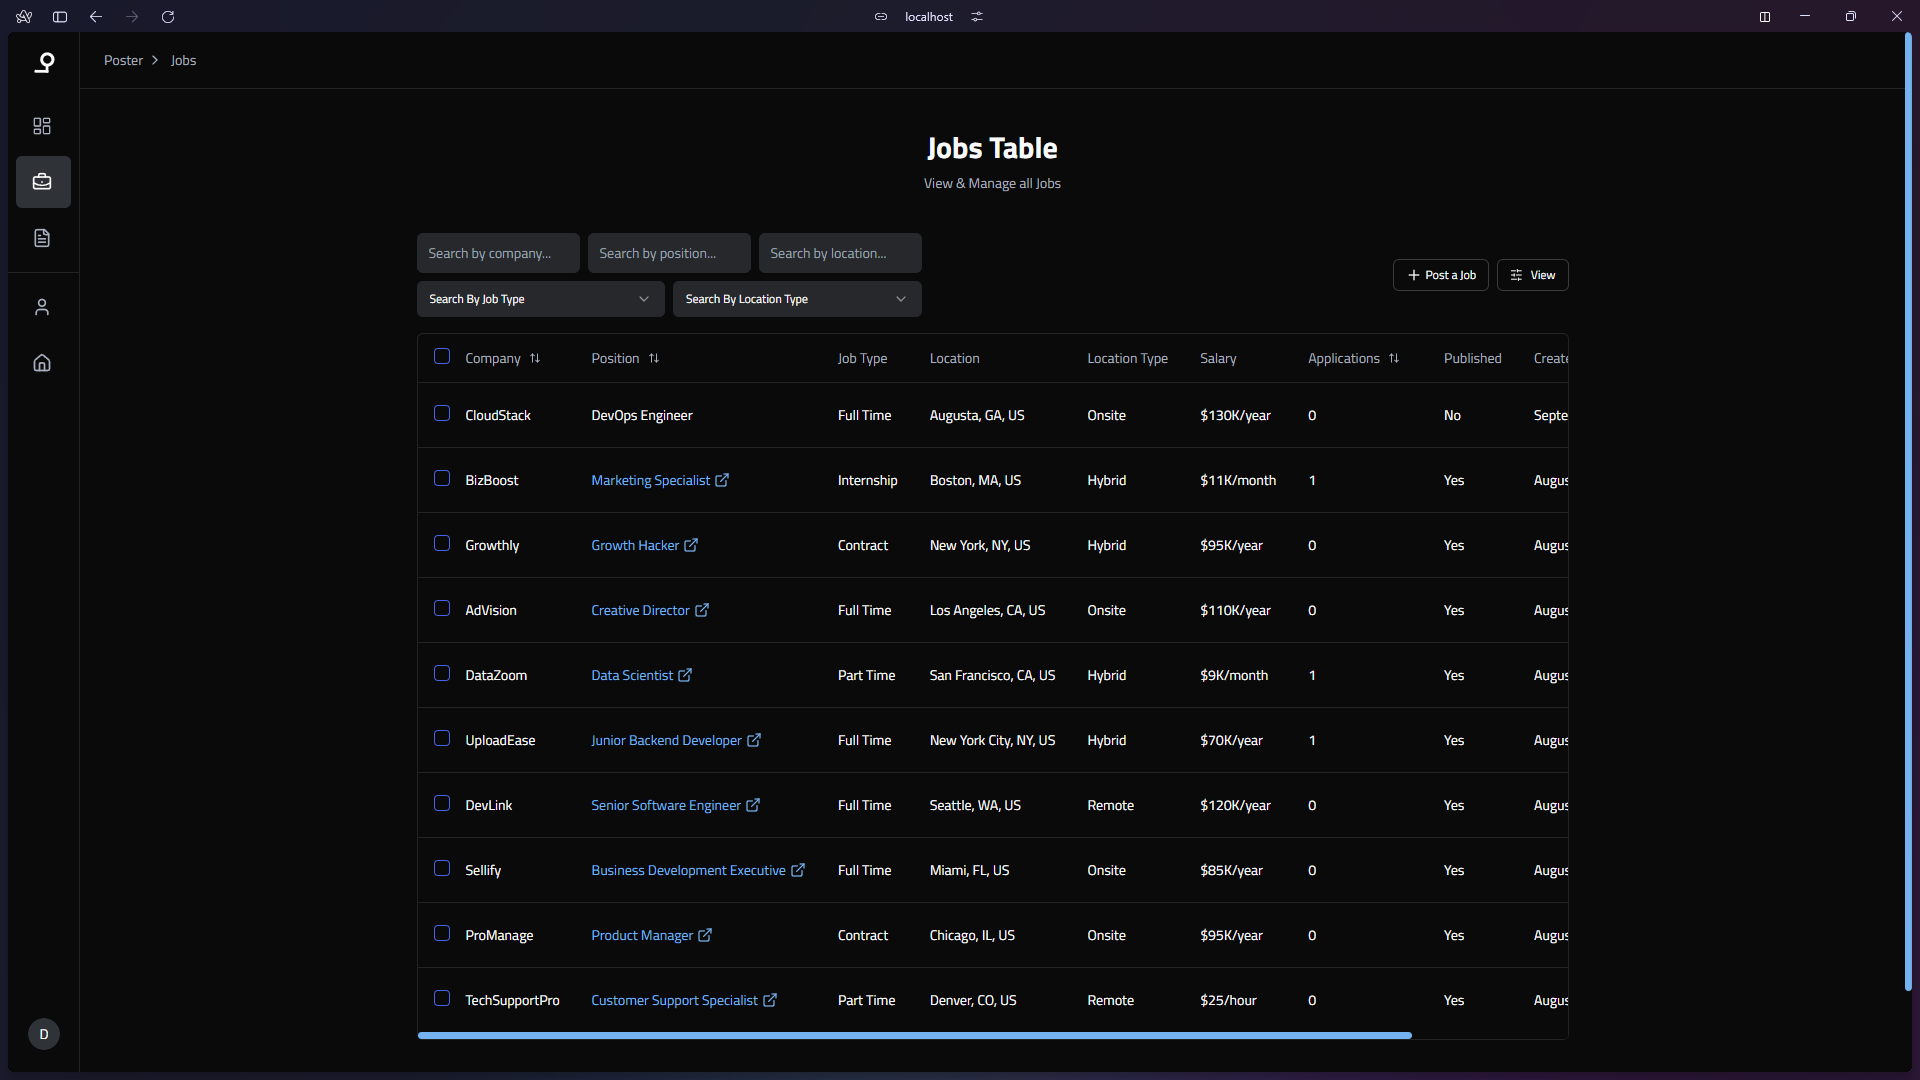 localhost
Poster > Jobs
Jobs Table
View & Manage all Jobs
Search by company... Search by position... Search by location...
Search By Job Type Search By Location Type
+ Post a Job View
Company Position Job Type Location Location Type Salary Applications Published Create
CloudStack DevOps Engineer Full Time Augusta, GA, US Onsite $130K/year 0 No Septe
BizBoost Marketing Specialist Internship Boston, MA, US Hybrid $11K/month 1 Yes Augus
Growthly Growth Hacker Contract New York, NY, US Hybrid $95K/year 0 Yes Augus
AdVision Creative Director Full Time Los Angeles, CA, US Onsite $110K/year 0 Yes Augus
DataZoom Data Scientist Part Time San Francisco, CA, US Hybrid $9K/month 1 Yes Augus
UploadEase Junior Backend Developer Full Time New York City, NY, US Hybrid $70K/year 1 Yes Augus
DevLink Senior Software Engineer Full Time Seattle, WA, US Remote $120K/year 0 Yes Augus
Sellify Business Development Executive Full Time Miami, FL, US Onsite $85K/year 0 Yes Augus
ProManage Product Manager Contract Chicago, IL, US Onsite $95K/year 0 Yes Augus
TechSupportPro Customer Support Specialist Part Time Denver, CO, US Remote $25/hour 0 Yes Augus
D